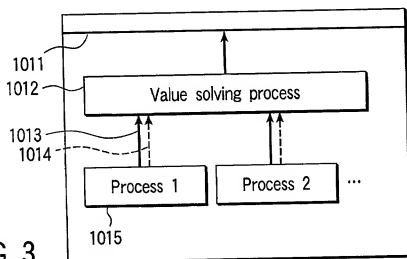 1011
1012
Value solving process
1013
1014
Process 1
Process 2
...
1015
G 3